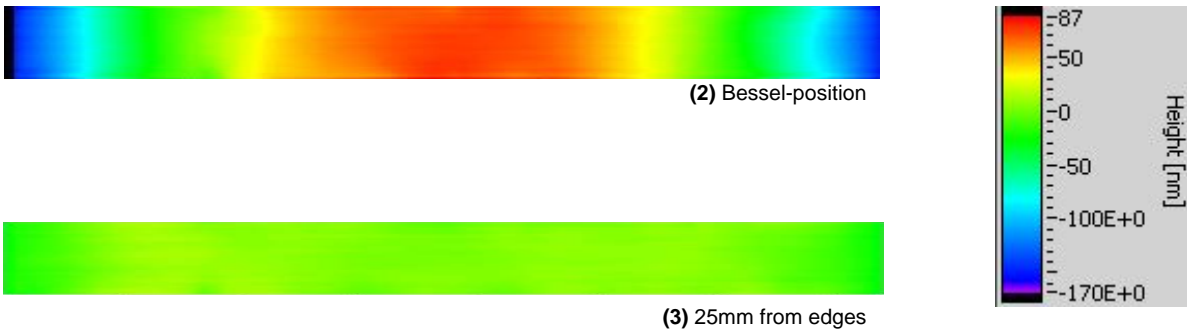 (2) Bessel-position
(3) 25mm from edges
87
50
0
-50
-100E+0
-170E+0
Height [nm]